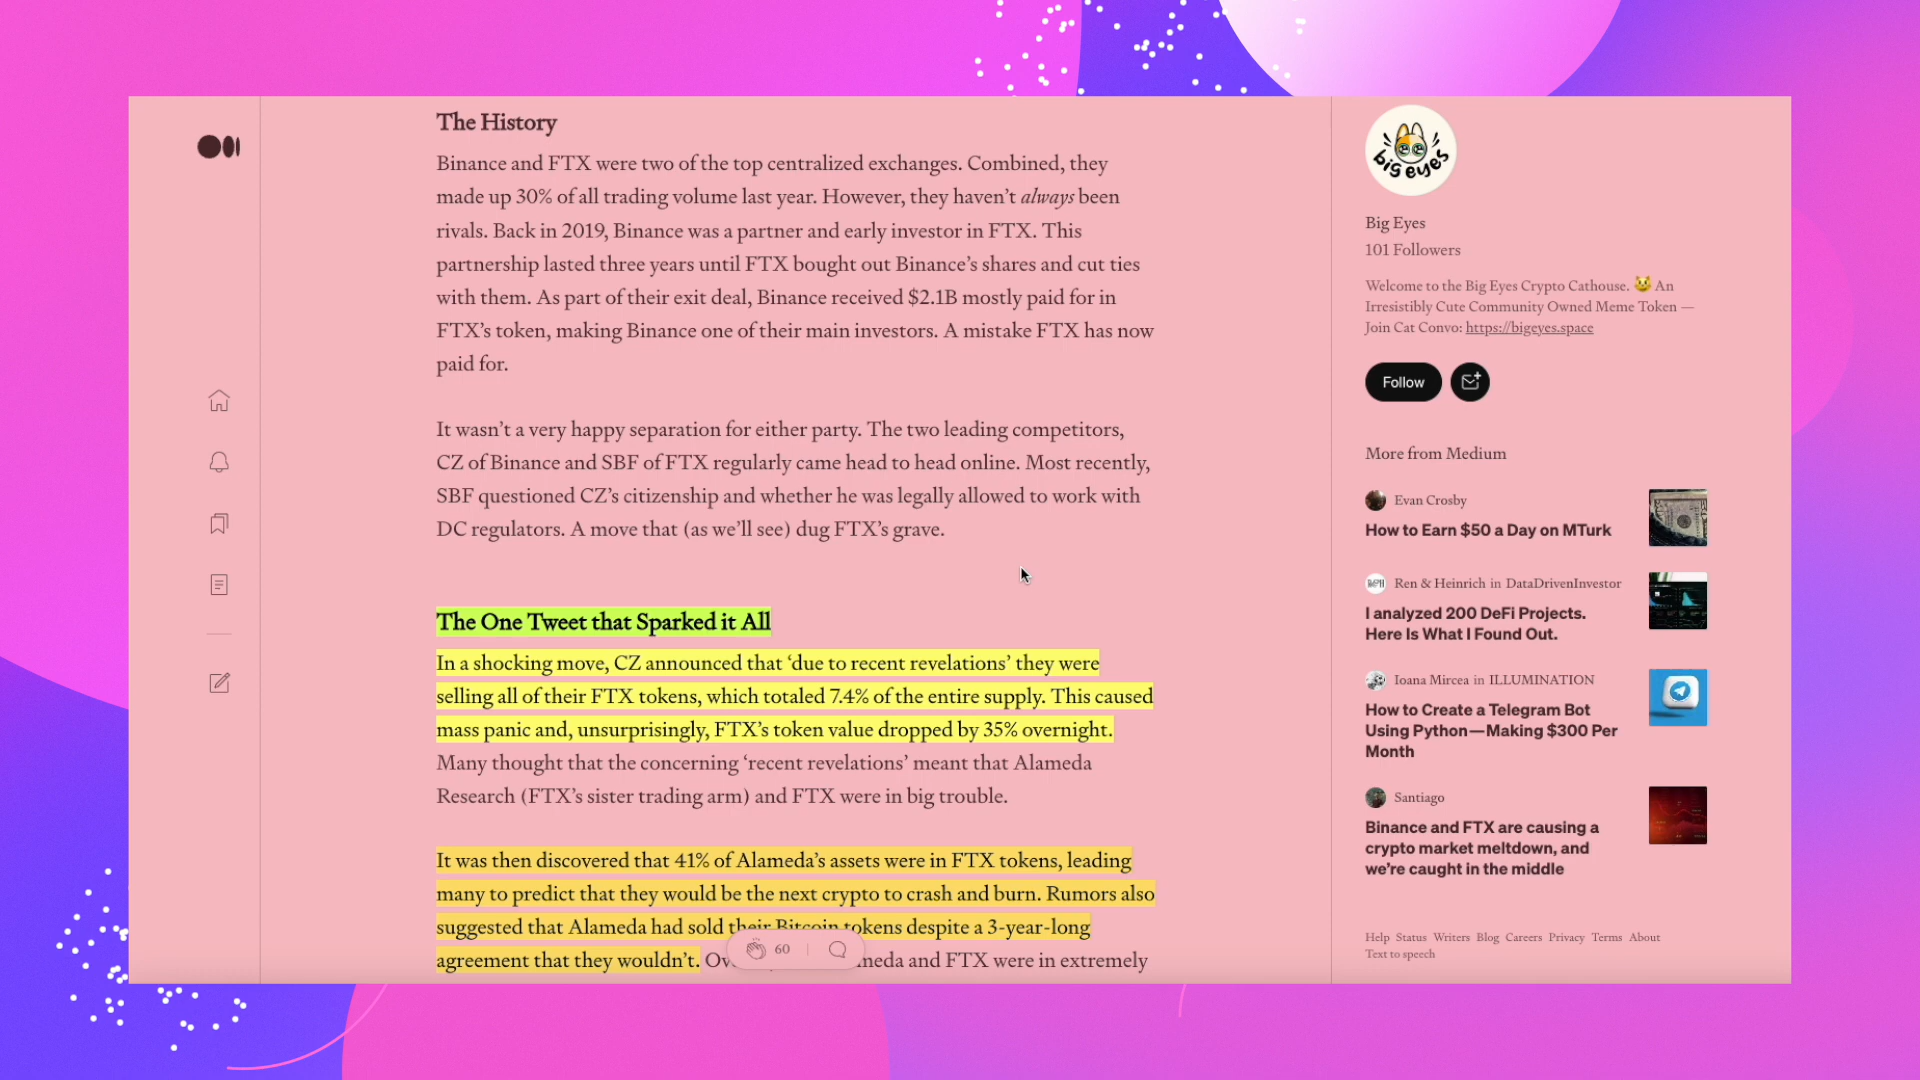 The History
Binance and FTX were two of the top centralized exchanges. Combined, they
made up 30% of all trading volume last year. However, they haven’t always been
rivals. Back in 2019, Binance was a partner and early investor in FTX. This
partnership lasted three years until FTX bought out Binance’s shares and cut ties
with them. As part of their exit deal, Binance received $2.1B mostly paid for in
FTX’s token, making Binance one of their main investors. A mistake FTX has now
paid for.
It wasn’t a very happy separation for either party. The two leading competitors,
CZ of Binance and SBF of FTX regularly came head to head online. Most recently,
SBF questioned CZ’s citizenship and whether he was legally allowed to work with
DC regulators. A move that (as we’ll see) dug FTX’s grave.
The One Tweet that Sparked it All
In a shocking move, CZ announced that ‘due to recent revelations’ they were
selling all of their FTX tokens, which totaled 7.4% of the entire supply. This caused
mass panic and, unsurprisingly, FTX’s token value dropped by 35% overnight.
Many thought that the concerning ‘recent revelations’ meant that Alameda
Research (FTX’s sister trading arm) and FTX were in big trouble.
It was then discovered that 41% of Alameda’s assets were in FTX tokens, leading
many to predict that they would be the next crypto to crash and burn. Rumors also
suggested that Alameda had sold their Bitcoin tokens despite a 3-year-long
agreement that they wouldn’t. and FTX were in extremely
60
big eyes
Big Eyes
101 Followers
Welcome to the Big Eyes Crypto Cathouse. 😺 An
Irresistibly Cute Community Owned Meme Token —
Join Cat Convo: https://bigeyes.space
Follow
More from Medium
Evan Crosby
How to Earn $50 a Day on MTurk
Ren & Heinrich in DataDrivenInvestor
I analyzed 200 DeFi Projects.
Here Is What I Found Out.
Ioana Mircea in ILLUMINATION
How to Create a Telegram Bot
Using Python — Making $300 Per
Month
Santiago
Binance and FTX are causing a
crypto market meltdown, and
we’re caught in the middle
Help Status Writers Blog Careers Privacy Terms About
Text to speech